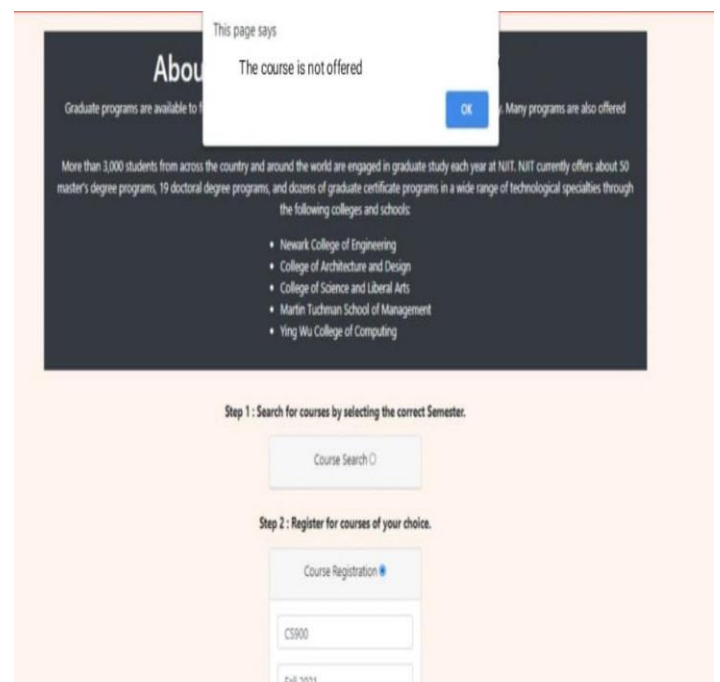 This page says
The course is not offered
OK
Abou
Graduate programs are available to f
. Many programs are also offered
More than 3,000 students from across the country and around the world are engaged in graduate study each year at NJIT. NJIT currently offers about 50
master's degree programs, 19 doctoral degree programs, and dozens of graduate certificate programs in a wide range of technological specialties through
the following colleges and schools:
• Newark College of Engineering
• College of Architecture and Design
• College of Science and Liberal Arts
• Martin Tuchman School of Management
• Ying Wu College of Computing
Step 1 : Search for courses by selecting the correct Semester.
Course Search
Step 2 : Register for courses of your choice.
Course Registration
CS900
Fall 2021